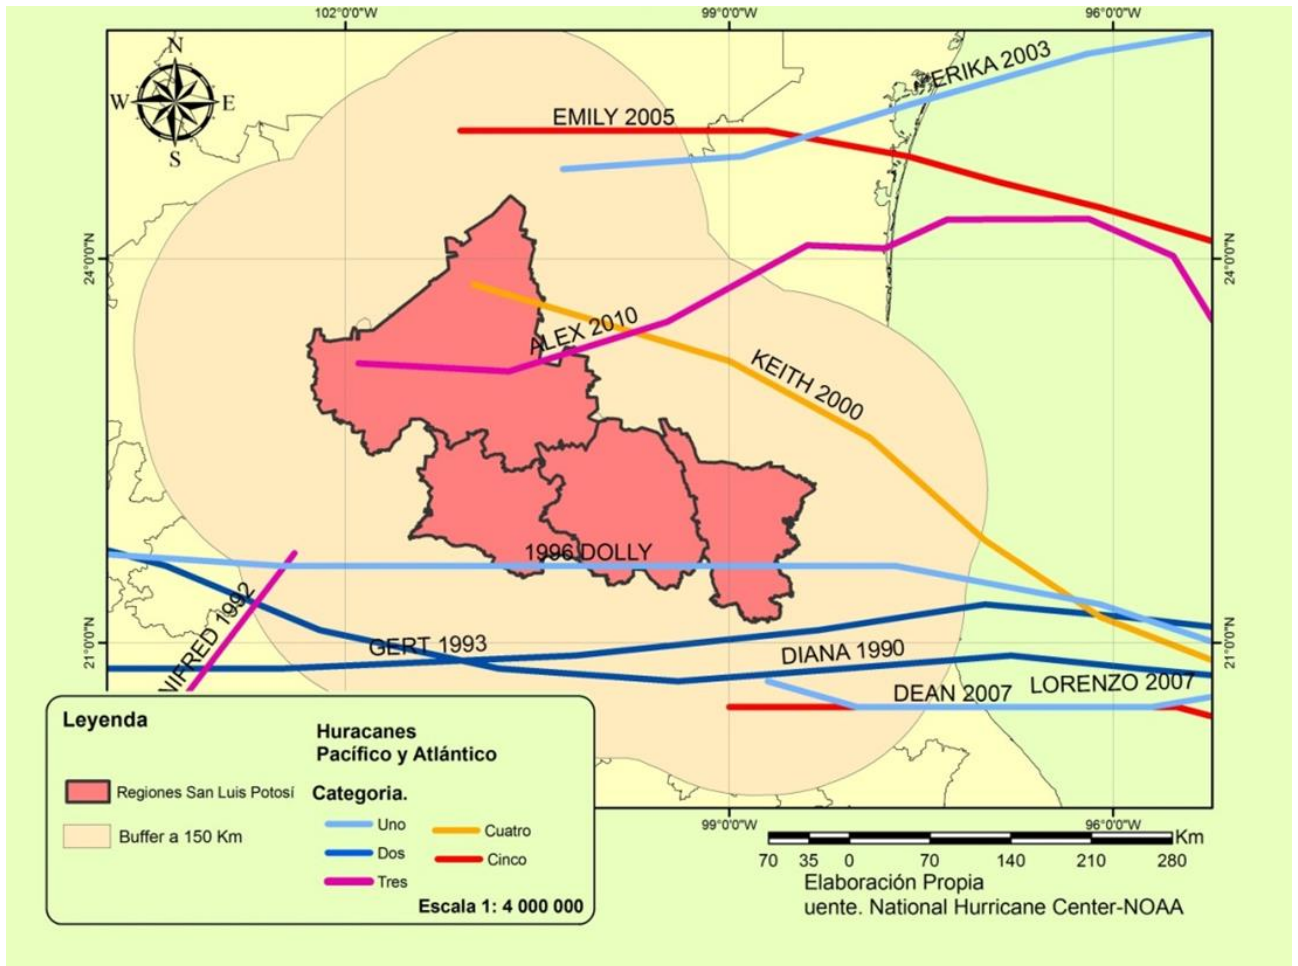 102°0'0"W
99°0'0"W
96°0'0"W
N
W
E
S
ERIKA 2003
EMILY 2005
24°0'0"N
24°0'0"N
ALEX 2010
KEITH 2000
1996 DOLLY
NIFRED 1992
GERT 1993
DIANA 1990
21°0'0"N
21°0'0"N
DEAN 2007
LORENZO 2007
Leyenda
Huracanes
Pacífico y Atlántico
Regiones San Luis Potosí
Categoria.
Buffer a 150 Km
Uno
Cuatro
Dos
Cinco
Tres
Escala 1: 4 000 000
99°0'0"W
96°0'0"W
Km
70 35 0 70 140 210 280
Elaboración Propia
uente. National Hurricane Center-NOAA